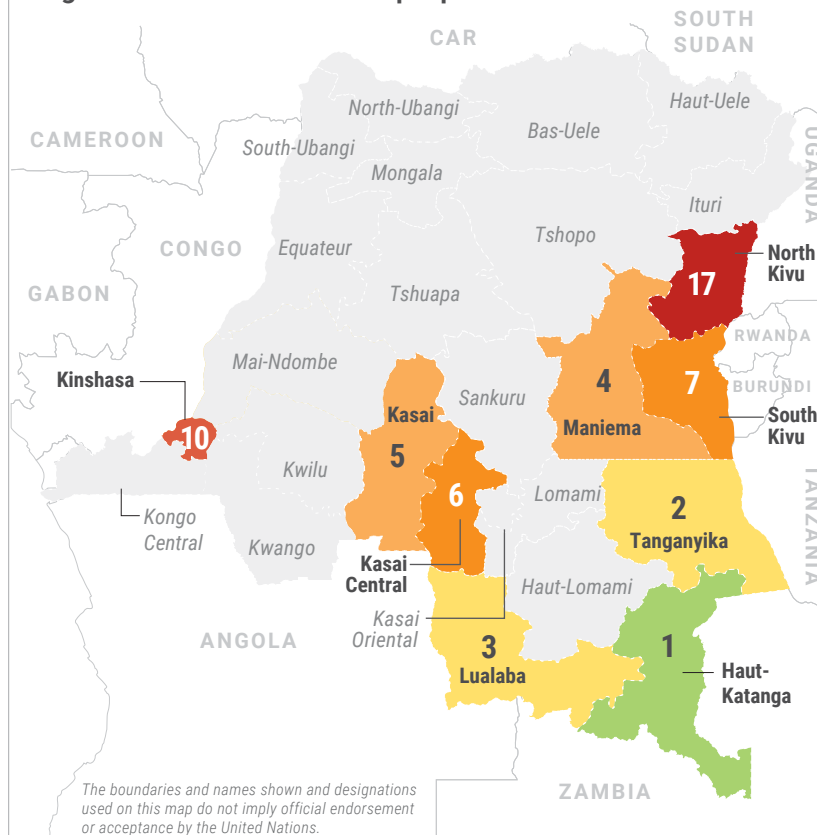 CAR
SOUTH
SUDAN
Haut-Uele
North-Ubangi
Bas-Uele
CAMEROON
South-Ubangi
UGANDA
Mongala
Ituri
Tshopo
CONGO
Equateur
North
Kivu
17
GABON
Tshuapa
RWANDA
Mai-Ndombe
Kinshasa
4
7
BURUNDI
Sankuru
Kasai
South
Kivu
Maniema
10
5
Kwilu
6
Lomami
2
TANZANIA
Kongo
Central
Tanganyika
Kwango
Kasai
Central
Haut-Lomami
Kasai
Oriental
ANGOLA
3
1
Lualaba
Haut-
Katanga
ZAMBIA
The boundaries and names shown and designations
used on this map do not imply official endorsement
or acceptance by the United Nations.